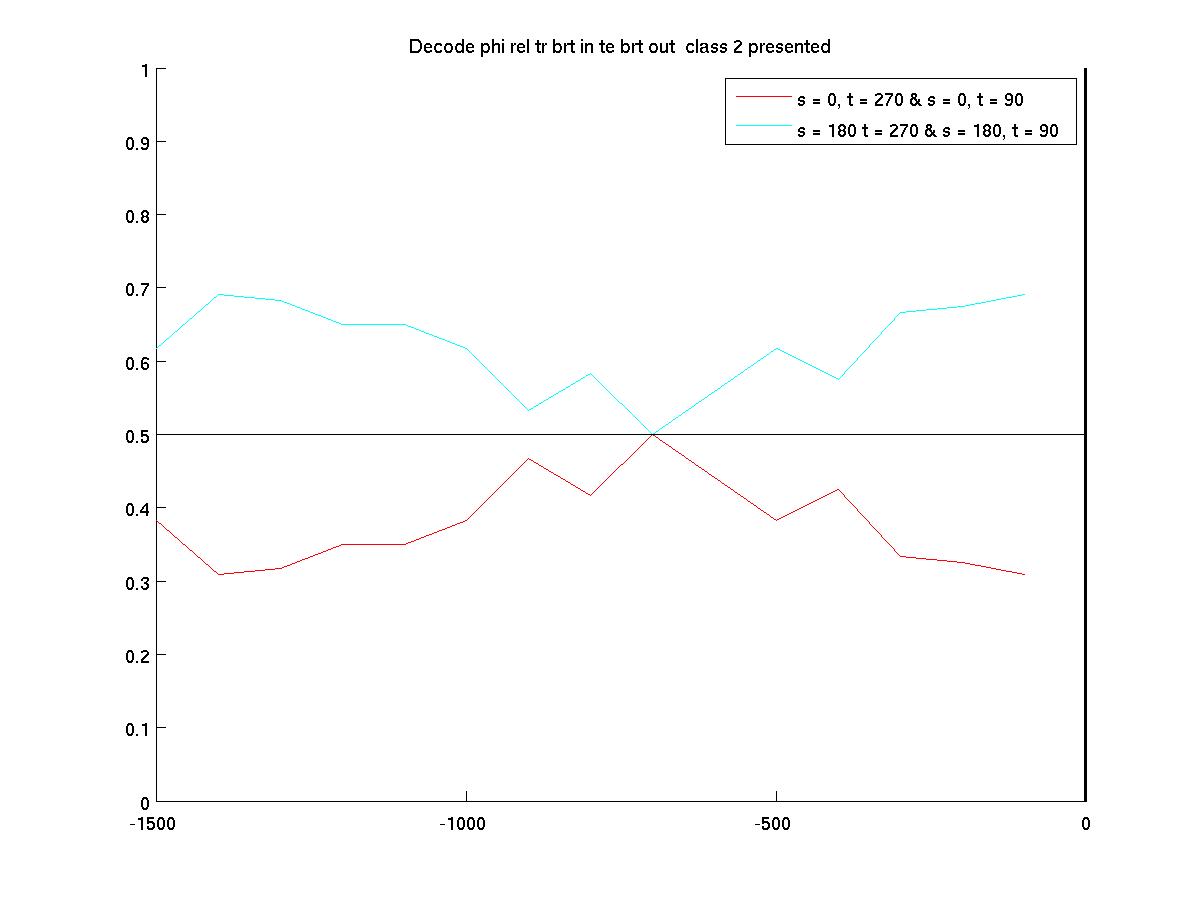 Decode phi rel tr brt in te brt out  class 2 presented
s = 0, t = 270 & s = 0, t = 90
s = 180 t = 270 & s = 180, t = 90
1
0.9
0.8
0.7
0.6
0.5
0.4
0.3
0.2
0.1
0
-1500 -1000 -500 0